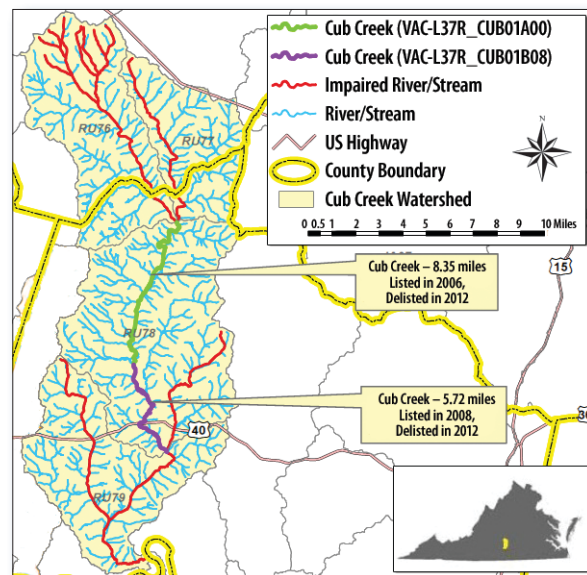 Cub Creek (VAC-L37R_CUB01A00)
Cub Creek (VAC-L37R_CUB01B08)
Impaired River/Stream
River/Stream
US Highway
County Boundary
Cub Creek Watershed
N
0 0.5 1 2 3 4 5 6 7 8 9 10 Miles
RU76
RU77
Cub Creek – 8.35 miles
Listed in 2006,
Delisted in 2012
15
RU78
Cub Creek – 5.72 miles
Listed in 2008,
Delisted in 2012
40
RU79